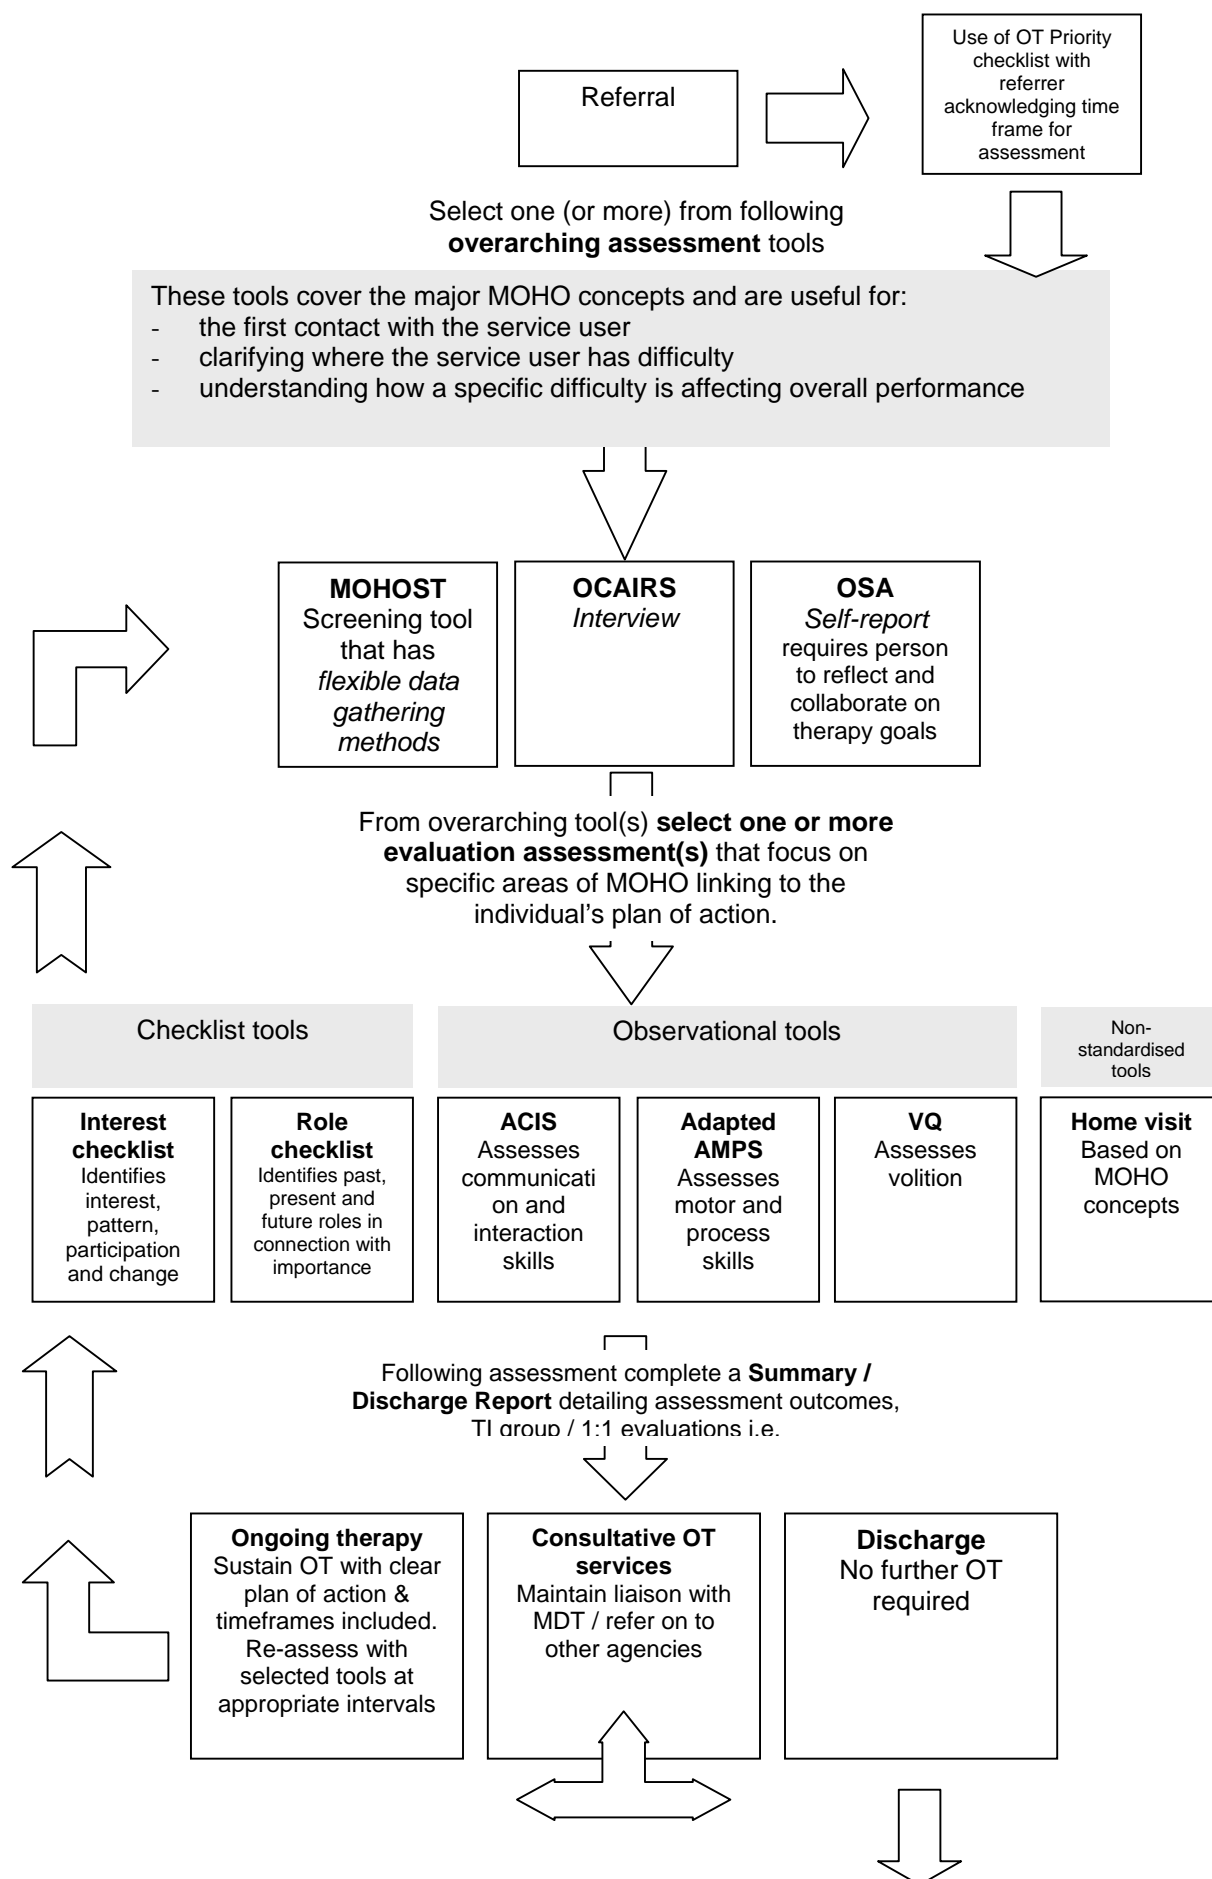 Referral
Use of OT Priority
checklist with
referrer
acknowledging time
frame for
assessment
Select one (or more) from following
overarching assessment tools
These tools cover the major MOHO concepts and are useful for:
- the first contact with the service user
- clarifying where the service user has difficulty
- understanding how a specific difficulty is affecting overall performance
MOHOST
Screening tool
that has
flexible data
gathering
methods
OCAIRS
Interview
OSA
Self-report
requires person
to reflect and
collaborate on
therapy goals
From overarching tool(s) select one or more
evaluation assessment(s) that focus on
specific areas of MOHO linking to the
individual's plan of action.
Checklist tools
Observational tools
Non-
standardised
tools
Interest
checklist
Identifies
interest,
pattern,
participation
and change
Role
checklist
Identifies past,
present and
future roles in
connection with
importance
ACIS
Assesses
communicati
on and
interaction
skills
Adapted
AMPS
Assesses
motor and
process
skills
VQ
Assesses
volition
Home visit
Based on
MOHO
concepts
Following assessment complete a Summary /
Discharge Report detailing assessment outcomes,
TI group / 1:1 evaluations i.e.
Ongoing therapy
Sustain OT with clear
plan of action &
timeframes included.
Re-assess with
selected tools at
appropriate intervals
Consultative OT
services
Maintain liaison with
MDT / refer on to
other agencies
Discharge
No further OT
required